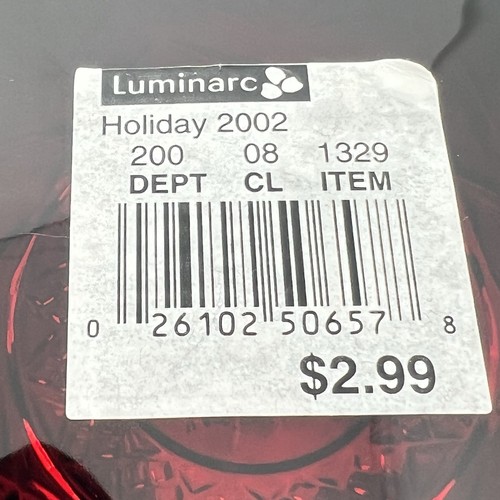 Luminarc
Holiday 2002
200 08 1329
DEPT CL ITEM
0 26102 50657 8
$2.99